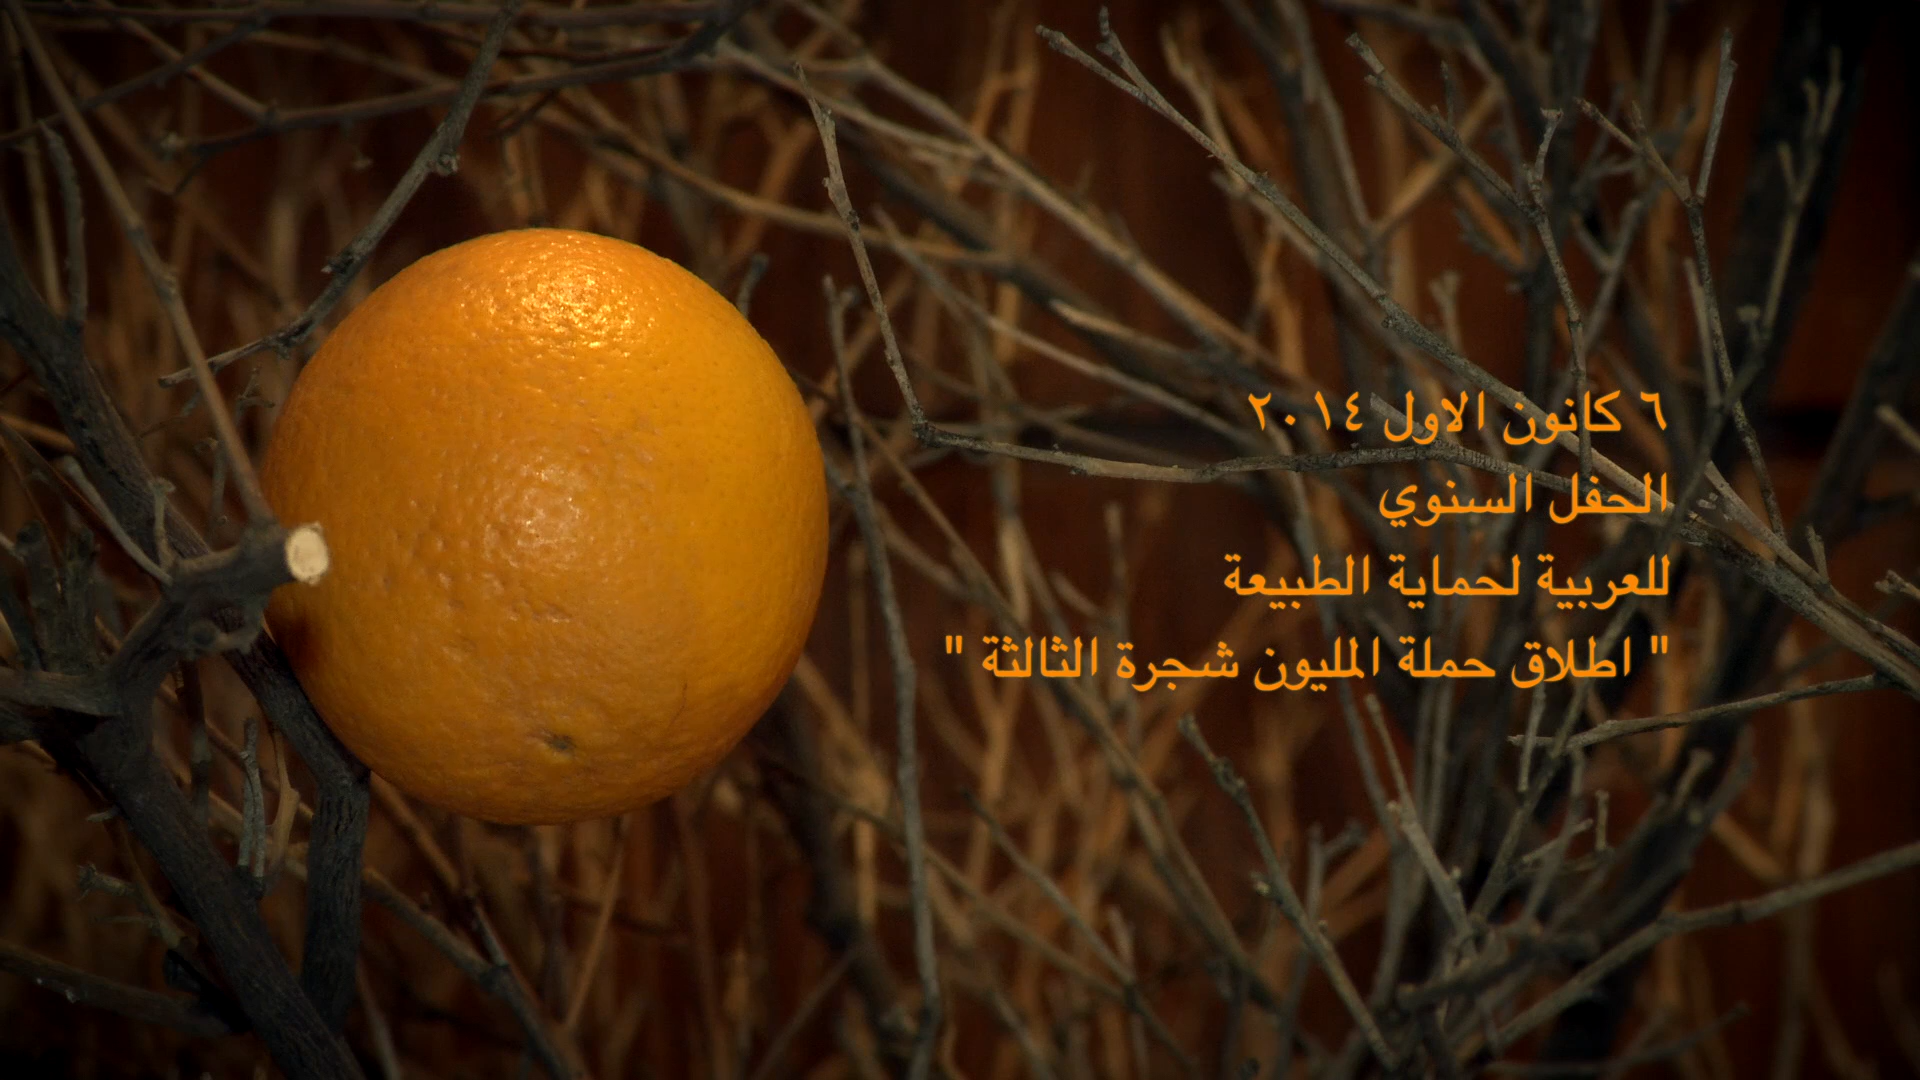 ٦ كانون الاول ٢٠١٤
الحفل السنوي
للعربية لحماية الطبيعة
" اطلاق حملة المليون شجرة الثالثة "